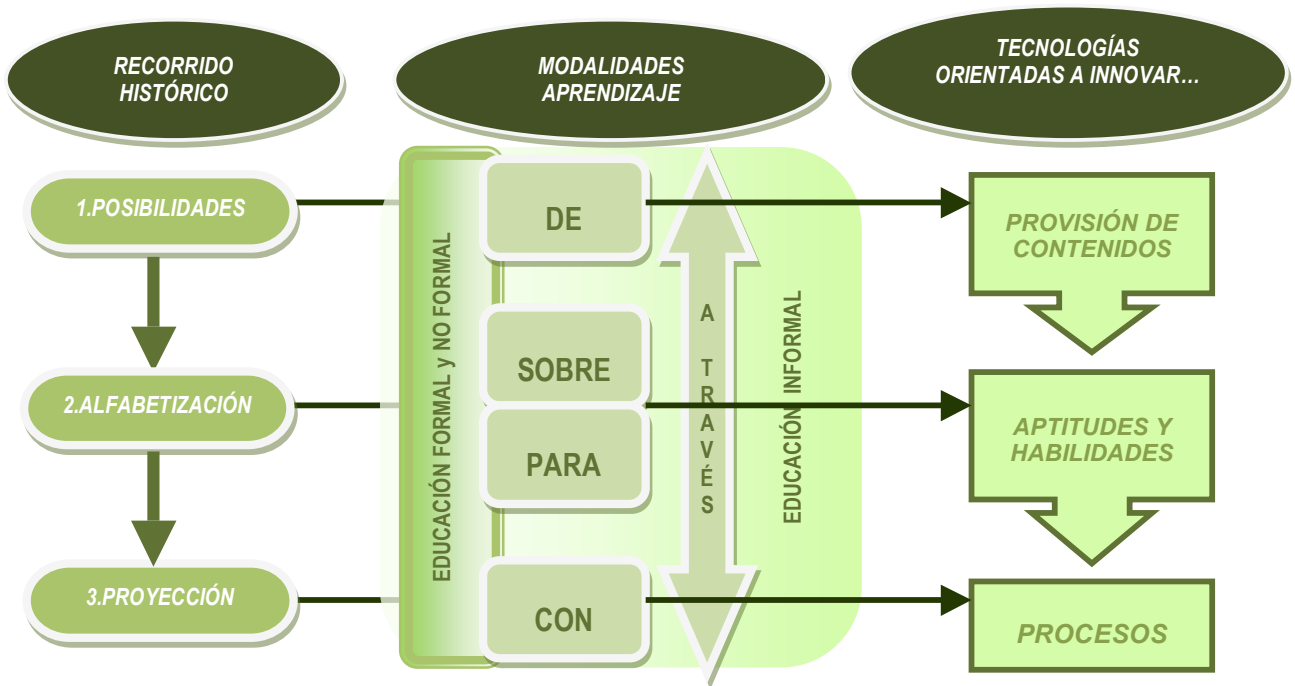 RECORRIDO
HISTÓRICO
MODALIDADES
APRENDIZAJE
TECNOLOGÍAS
ORIENTADAS A INNOVAR…
1.POSIBILIDADES
2.ALFABETIZACIÓN
3.PROYECCIÓN
EDUCACIÓN FORMAL y NO FORMAL
DE
SOBRE
PARA
CON
A TRAVÉS
EDUCACIÓN INFORMAL
PROVISIÓN DE
CONTENIDOS
APTITUDES Y
HABILIDADES
PROCESOS